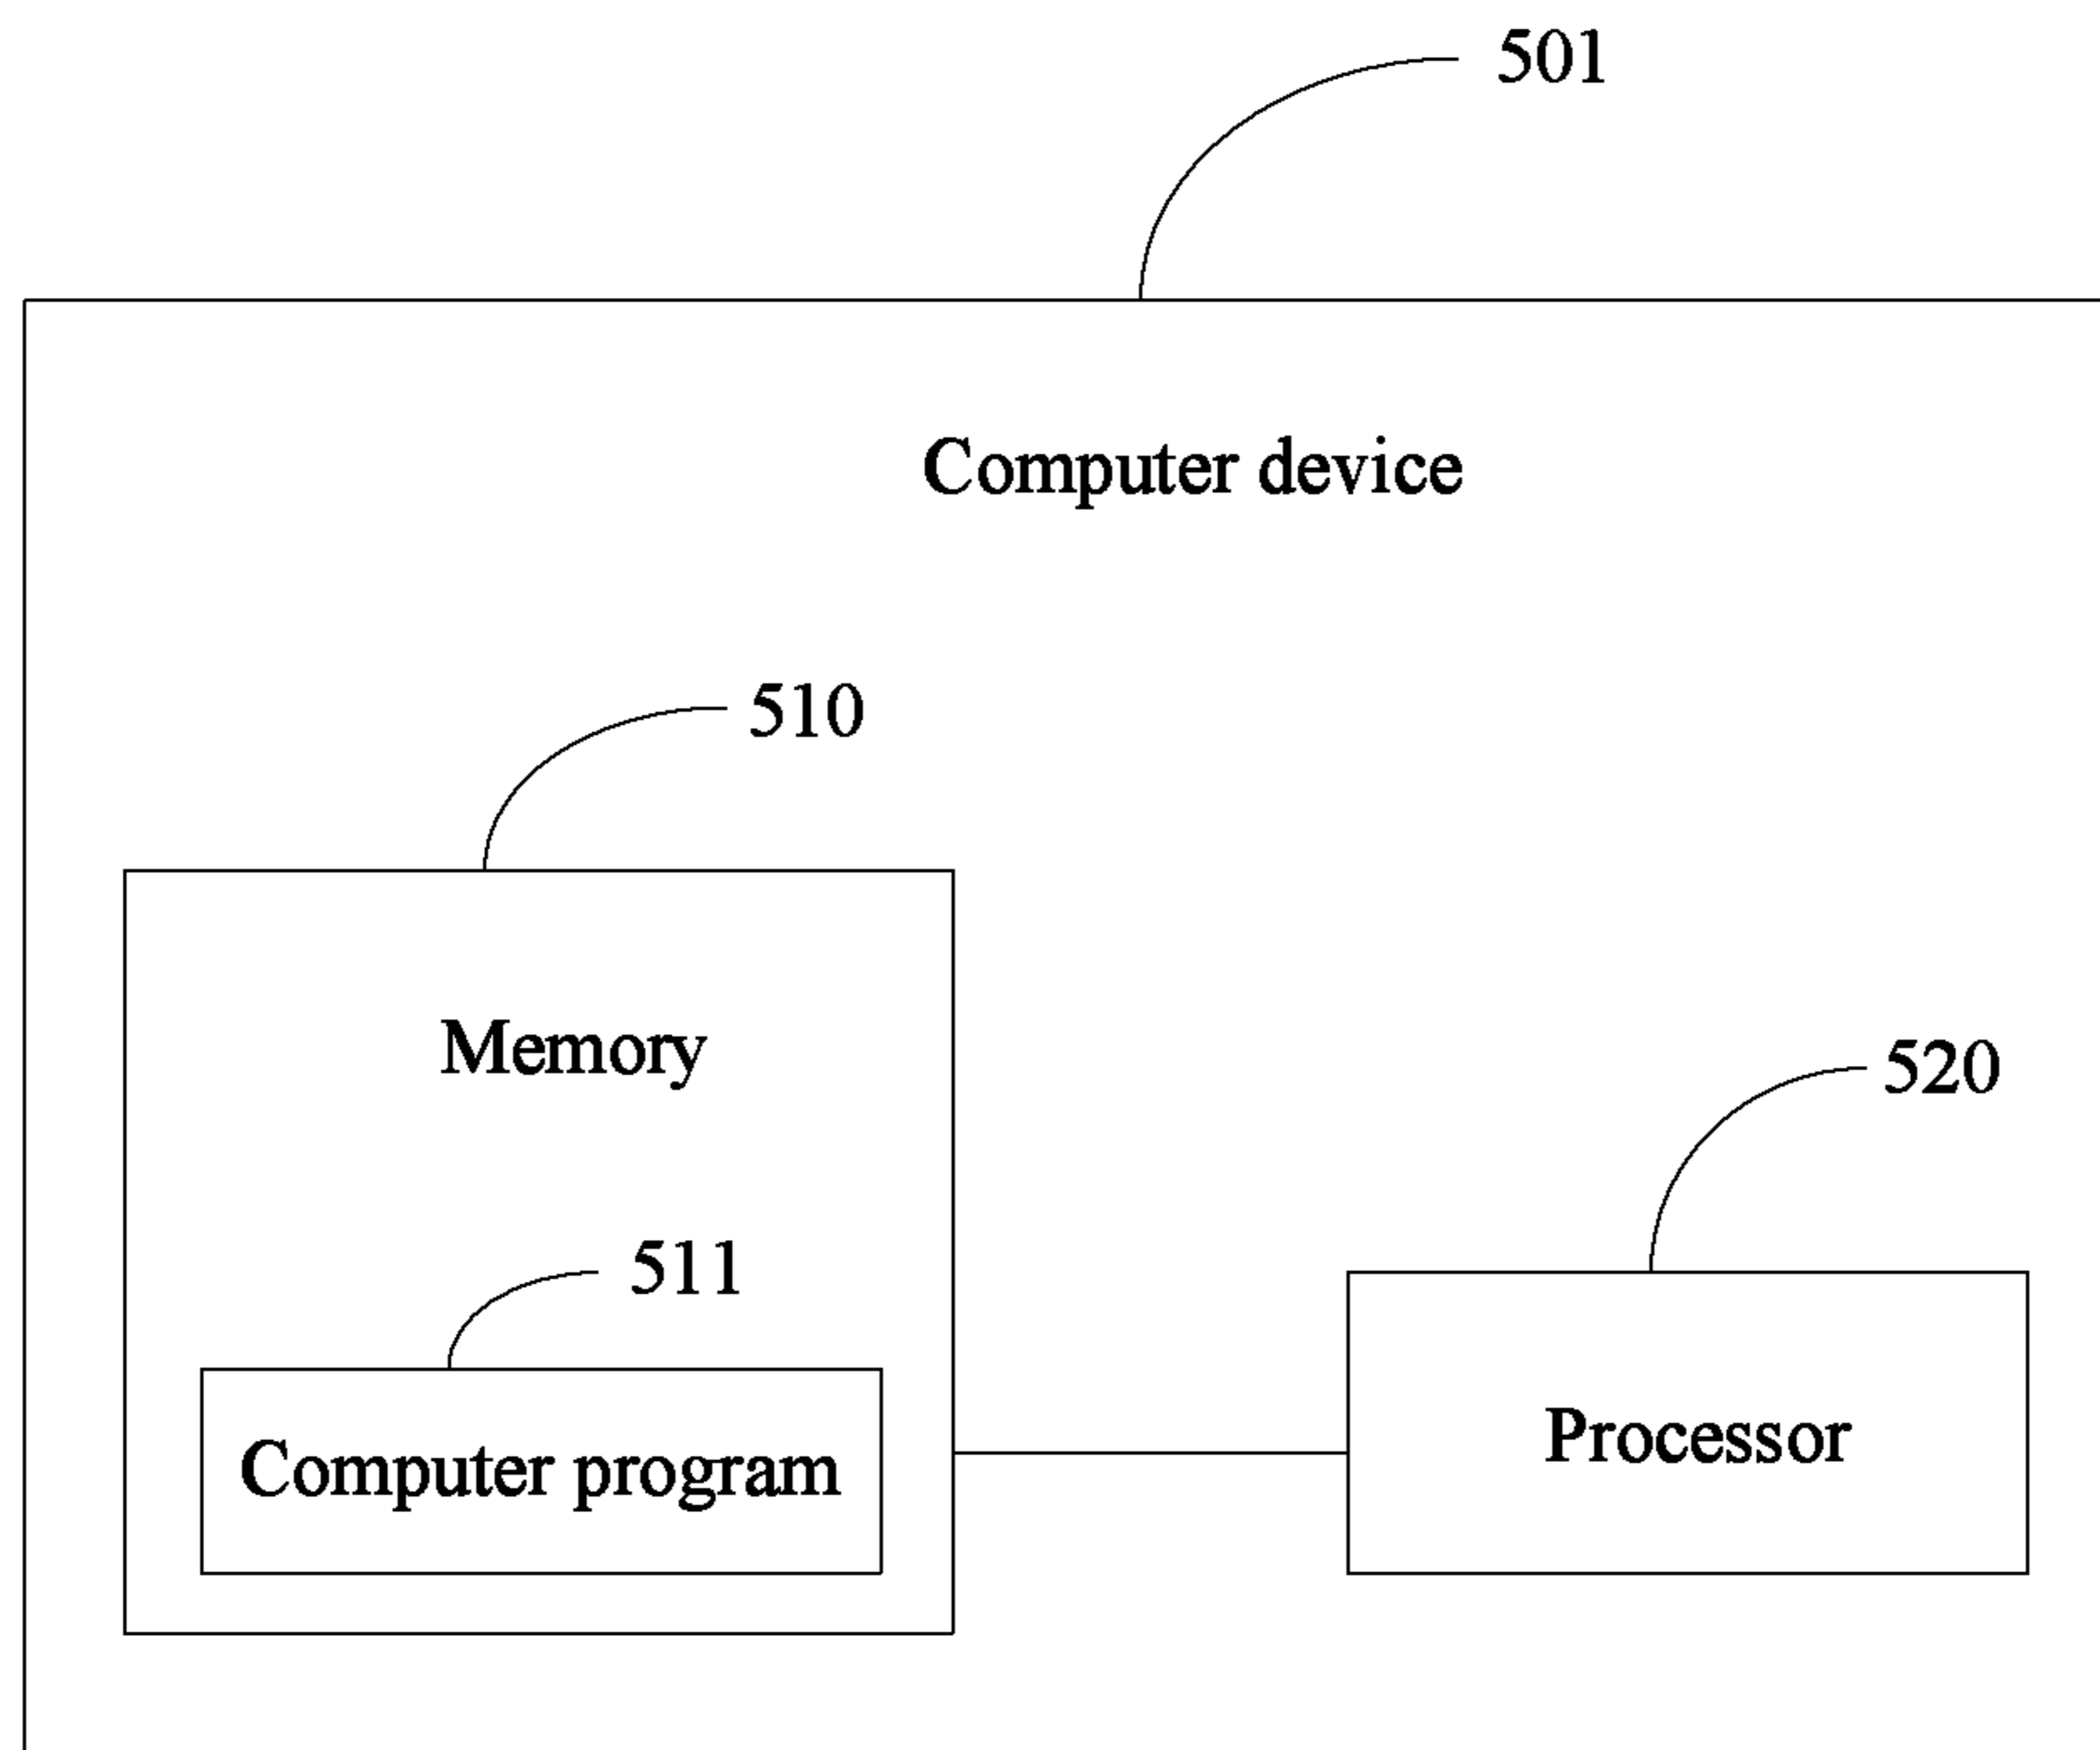 501
Computer device
510
Memory
520
511
Processor
Computer program